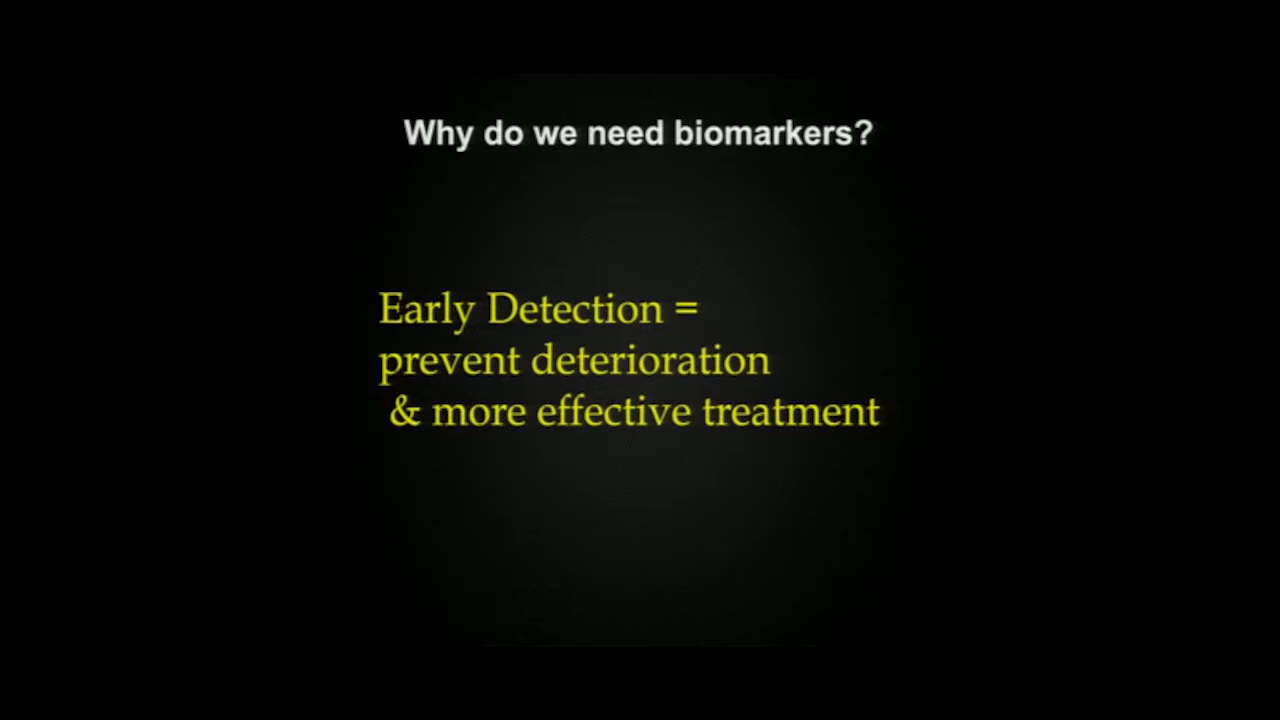 Why do we need biomarkers?
Early Detection =
prevent deterioration
& more effective treatment